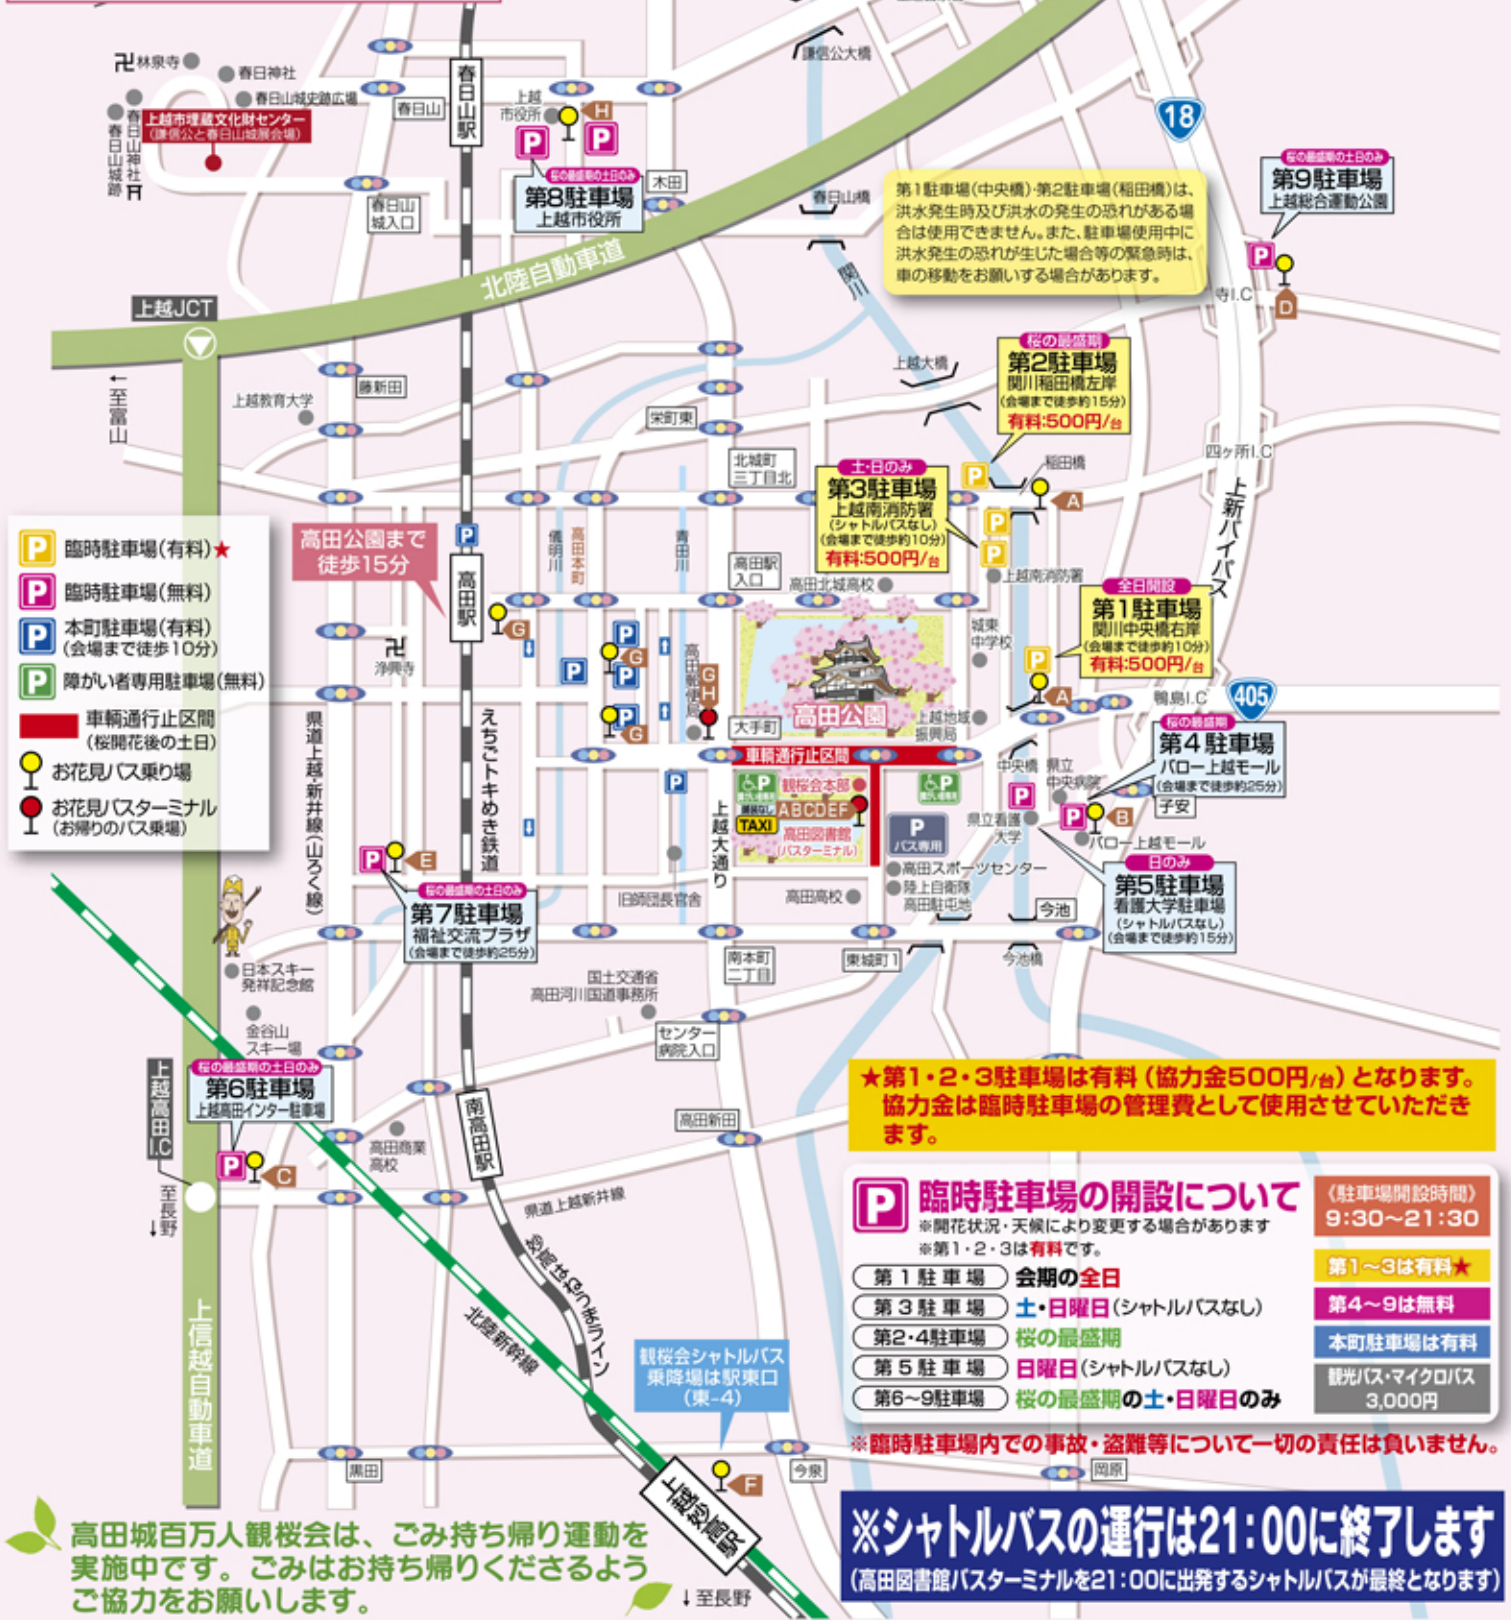 謙信公大橋
林泉寺
春日神社
春日山城史跡広場
上越市埋蔵文化財センター
(謙信公と春日山城展会場)
春日山神社
春日山城跡
春日山
春日山駅
上越
市役所
H
P
P
桜の最盛期の土日のみ
第8駐車場
上越市役所
木田
春日山
城入口
18
春日山橋
第1駐車場(中央橋)・第2駐車場(稲田橋)は、
洪水発生時及び洪水の発生の恐れがある場
合は使用できません。また、駐車場使用中に
洪水発生の恐れが生じた場合等の緊急時は、
車の移動をお願いする場合があります。
桜の最盛期の土日のみ
第9駐車場
上越総合運動公園
P
D
寺I.C
関川
北陸自動車道
上越JCT
←至富山
上越教育大学
藤新田
栄町東
上越大橋
桜の最盛期
第2駐車場
関川稲田橋左岸
(会場まで徒歩約15分)
有料:500円/台
P
稲田橋
A
四ヶ所I.C
上新バイパス
北城町
三丁目北
土・日のみ
第3駐車場
上越南消防署
(シャトルバスなし)
(会場まで徒歩約10分)
有料:500円/台
P
P
上越南消防署
P 臨時駐車場(有料)★
P 臨時駐車場(無料)
P 本町駐車場(有料)
(会場まで徒歩10分)
P 障がい者専用駐車場(無料)
車輌通行止区間
(桜開花後の土日)
お花見バス乗り場
お花見バスターミナル
(お帰りのバス乗場)
高田公園まで
徒歩15分
P
高田駅
G
儀明川
高田本町
青田川
高田駅
入口
高田北城高校
城東
中学校
全日開設
第1駐車場
関川中央橋右岸
(会場まで徒歩約10分)
有料:500円/台
P
A
鴨島I.C
405
浄興寺
P
P
G
P
P
G
高田郵便局
G
H
高田公園
大手町
上越地域
振興局
車輌通行止区間
中央橋
県立
中央病院
桜の最盛期
第4駐車場
バロー上越モール
(会場まで徒歩約25分)
子安
県道上越・新井線(山ろく線)
えちごトキめき鉄道
P
上越大通り
P
TAXI
観桜会本部
ABCDEF
高田図書館
(バスターミナル)
P
P
バス専用
P
県立看護
大学
P
B
バロー上越モール
日のみ
第5駐車場
看護大学駐車場
(シャトルバスなし)
(会場まで徒歩約15分)
P
E
桜の最盛期の土日のみ
第7駐車場
福祉交流プラザ
(会場まで徒歩約25分)
旧師団長官舎
高田高校
高田スポーツセンター
陸上自衛隊
高田駐屯地
今池
今池橋
南本町
二丁目
東城町1
日本スキー
発祥記念館
金谷山
スキー場
国土交通省
高田河川国道事務所
センター
病院入口
桜の最盛期の土日のみ
第6駐車場
上越高田インター駐車場
上越高田I.C
P
C
高田商業
高校
南高田駅
高田新田
県道上越新井線
至長野
↓
上信越自動車道
北陸新幹線
妙高はねうまライン
★第1・2・3駐車場は有料(協力金500円/台)となります。
協力金は臨時駐車場の管理費として使用させていただき
ます。
P 臨時駐車場の開設について
※開花状況・天候により変更する場合があります
※第1・2・3は有料です。
第1駐車場 会期の全日
第3駐車場 土・日曜日(シャトルバスなし)
第2・4駐車場 桜の最盛期
第5駐車場 日曜日(シャトルバスなし)
第6〜9駐車場 桜の最盛期の土・日曜日のみ
《駐車場開設時間》
9:30〜21:30
第1〜3は有料★
第4〜9は無料
本町駐車場は有料
観光バス・マイクロバス
3,000円
※臨時駐車場内での事故・盗難等について一切の責任は負いません。
観桜会シャトルバス
乗降場は駅東口
(東-4)
黒田
F
今泉
岡原
上越妙高駅
↓至長野
高田城百万人観桜会は、ごみ持ち帰り運動を
実施中です。ごみはお持ち帰りくださるよう
ご協力をお願いします。
※シャトルバスの運行は21:00に終了します
(高田図書館バスターミナルを21:00に出発するシャトルバスが最終となります)